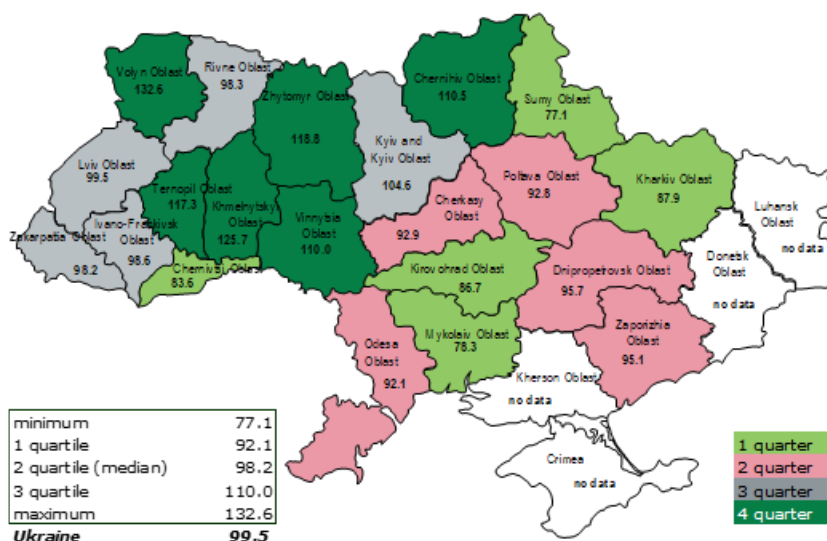 Volyn Oblast
132.6
Rivne Oblast
98.3
Zhytomyr Oblast
118.8
Chernihiv Oblast
110.5
Sumy Oblast
77.1
Kyiv and
Kyiv Oblast
104.6
Lviv Oblast
99.5
Ternopil Oblast
117.3
Khmelnytskyi
Oblast
125.7
Vinnytsia
Oblast
110.0
Cherkasy
Oblast
92.9
Poltava Oblast
92.8
Kharkiv Oblast
87.9
Luhansk
Oblast
no data
Zakarpattia Oblast
98.2
Ivano-Frankivsk
Oblast
98.6
Chernivtsi Oblast
83.6
Kirovohrad Oblast
86.7
Dnipropetrovsk Oblast
95.7
Donetsk
Oblast
no data
Odesa
Oblast
92.1
Mykolaiv Oblast
78.3
Zaporizhia
Oblast
95.1
Kherson Oblast
no data
Crimea
no data
minimum 77.1
1 quartile 92.1
2 quartile (median) 98.2
3 quartile 110.0
maximum 132.6
Ukraine 99.5
1 quarter
2 quarter
3 quarter
4 quarter